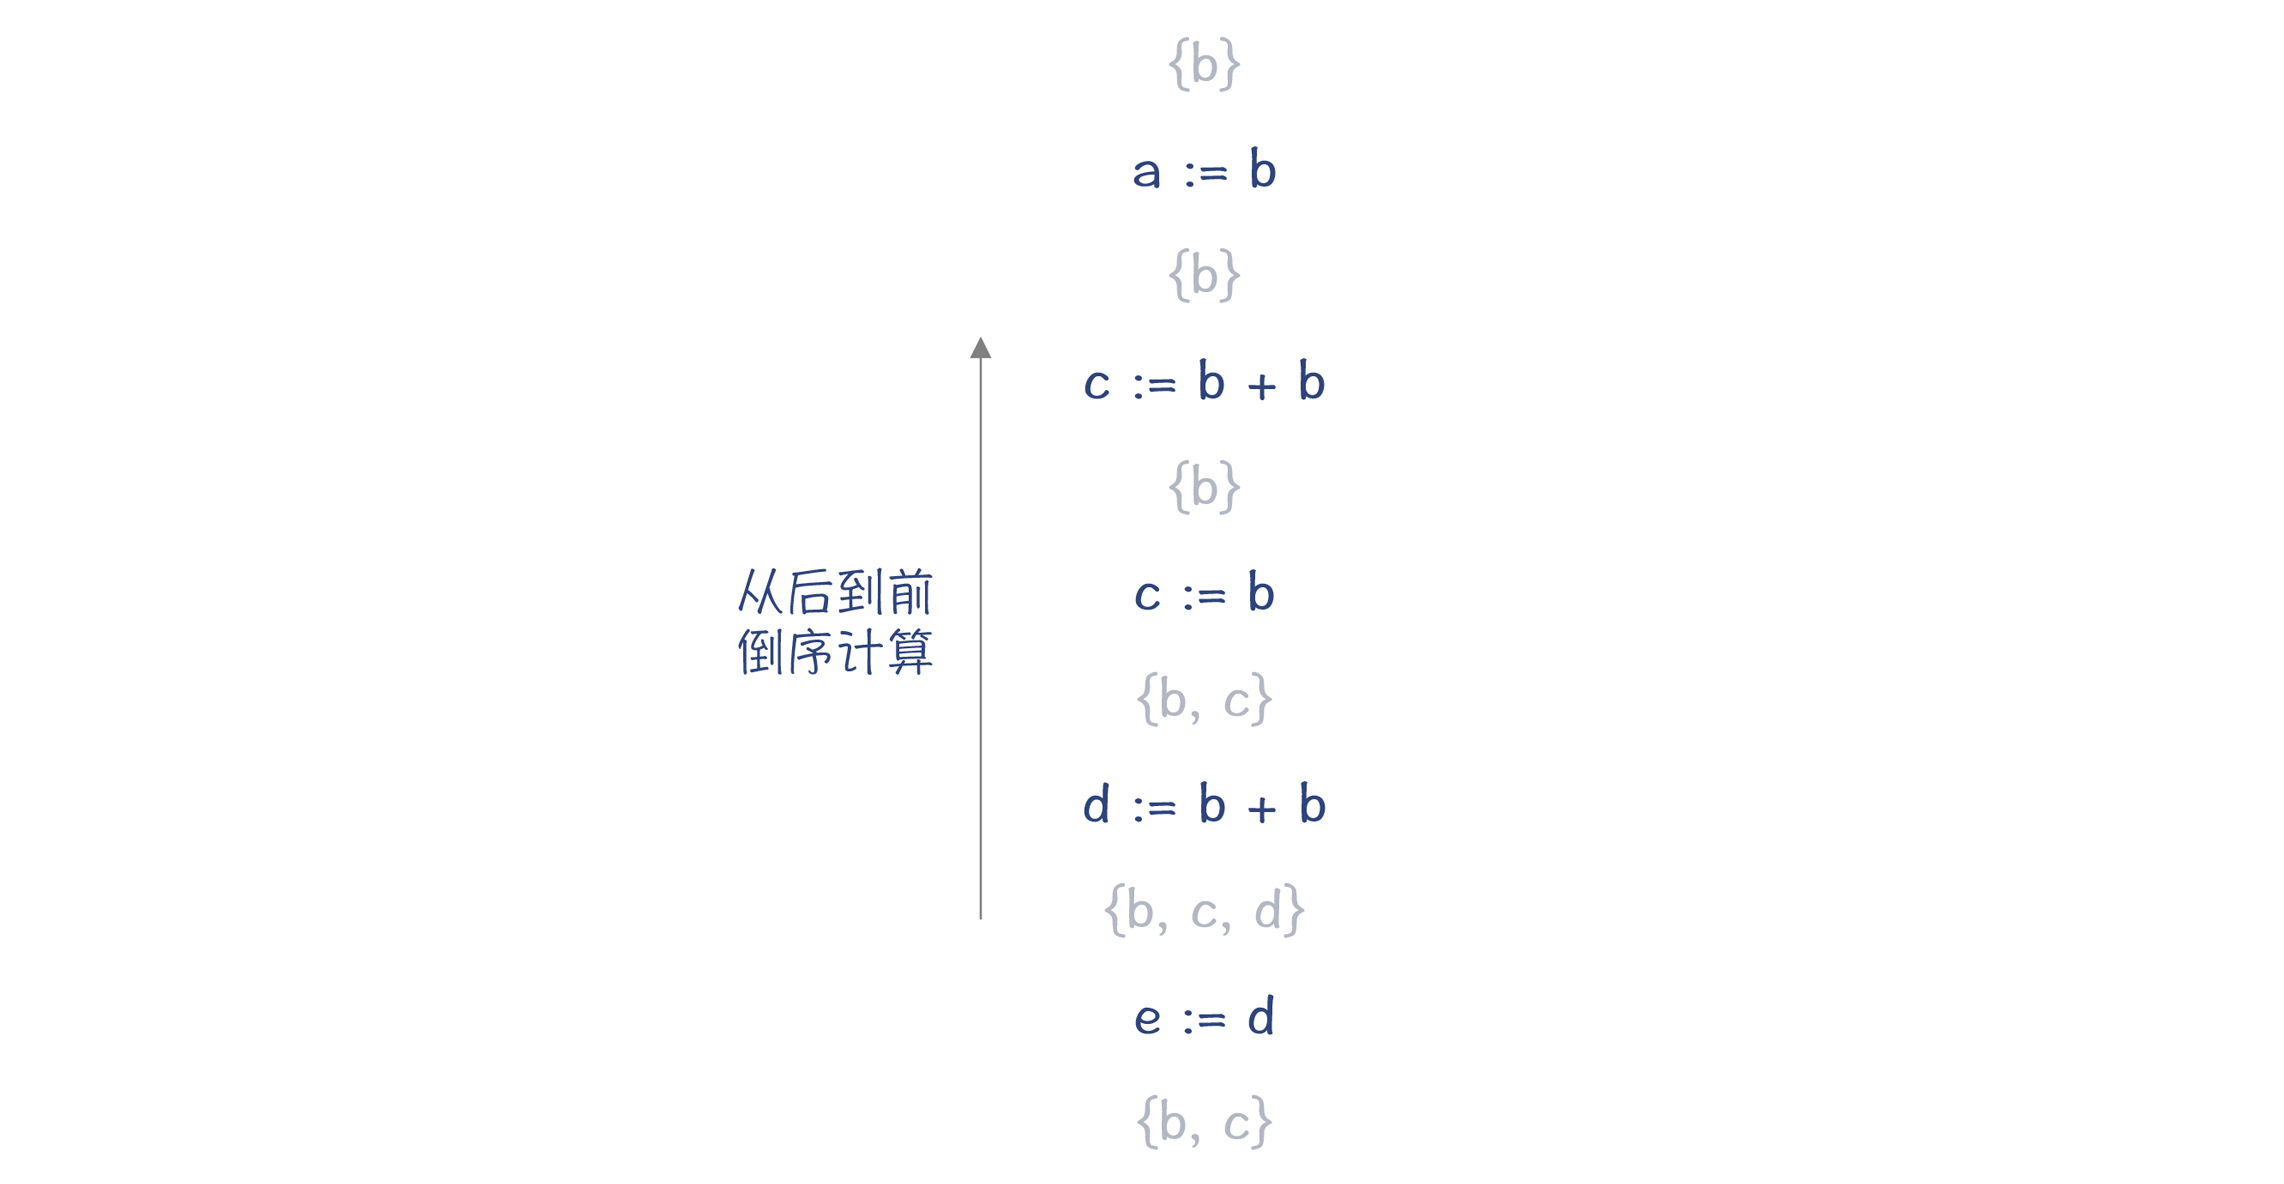 {b}
a := b
{b}
c := b + b
{b}
c := b
从后到前
倒序计算
{b, c}
d := b + b
{b, c, d}
e := d
{b, c}